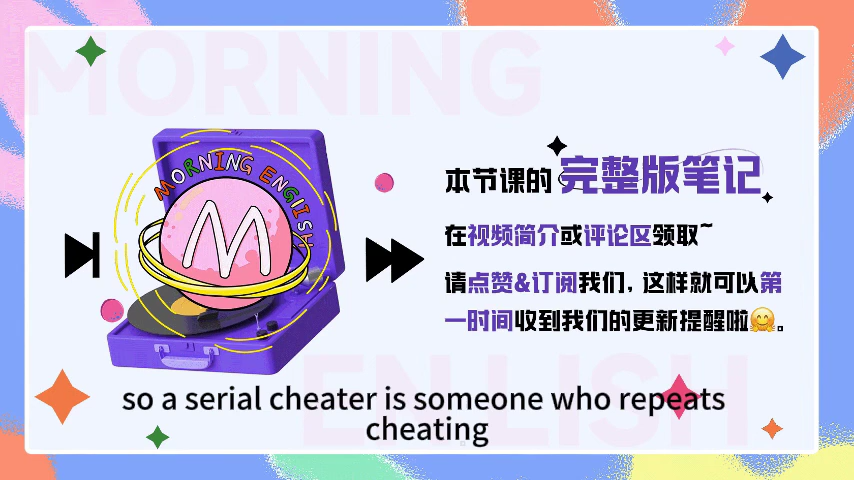 MORNING
MORNING ENGLISH
M
本节课的 完整版笔记
在视频简介或评论区领取~
请点赞&订阅我们，这样就可以第
一时间收到我们的更新提醒啦🤗。
so a serial cheater is someone who repeats
cheating